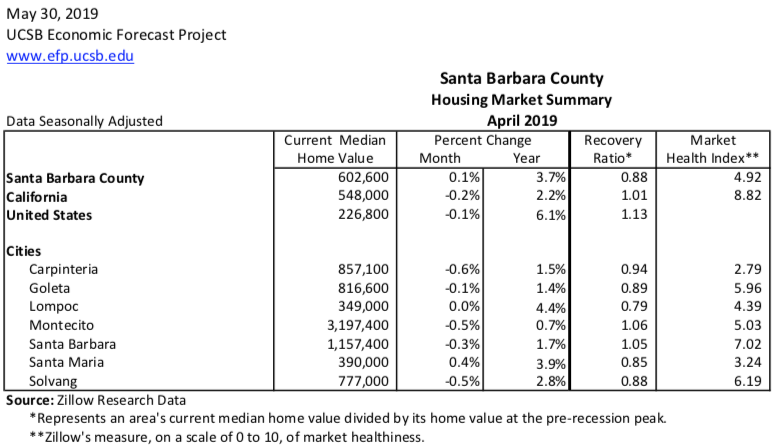 May 30, 2019
UCSB Economic Forecast Project
www.efp.ucsb.edu
Santa Barbara County
Housing Market Summary
Data Seasonally Adjusted April 2019
Current Median Percent Change Recovery Market
Home Value Month Year Ratio* Health Index**
Santa Barbara County 602,600 0.1% 3.7% 0.88 4.92
California 548,000 -0.2% 2.2% 1.01 8.82
United States 226,800 -0.1% 6.1% 1.13
Cities
Carpinteria 857,100 -0.6% 1.5% 0.94 2.79
Goleta 816,600 -0.1% 1.4% 0.89 5.96
Lompoc 349,000 0.0% 4.4% 0.79 4.39
Montecito 3,197,400 -0.5% 0.7% 1.06 5.03
Santa Barbara 1,157,400 -0.3% 1.7% 1.05 7.02
Santa Maria 390,000 0.4% 3.9% 0.85 3.24
Solvang 777,000 -0.5% 2.8% 0.88 6.19
Source: Zillow Research Data
*Represents an area's current median home value divided by its home value at the pre-recession peak.
**Zillow's measure, on a scale of 0 to 10, of market healthiness.